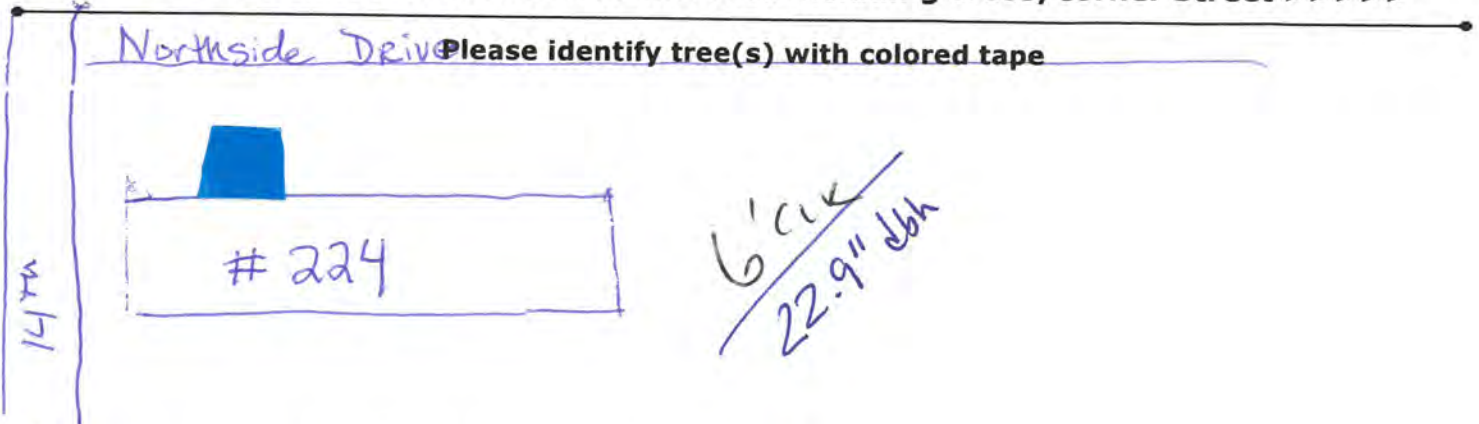 Northside Drive
Please identify tree(s) with colored tape
# 224
6' CIR
22.9" dbh
14th